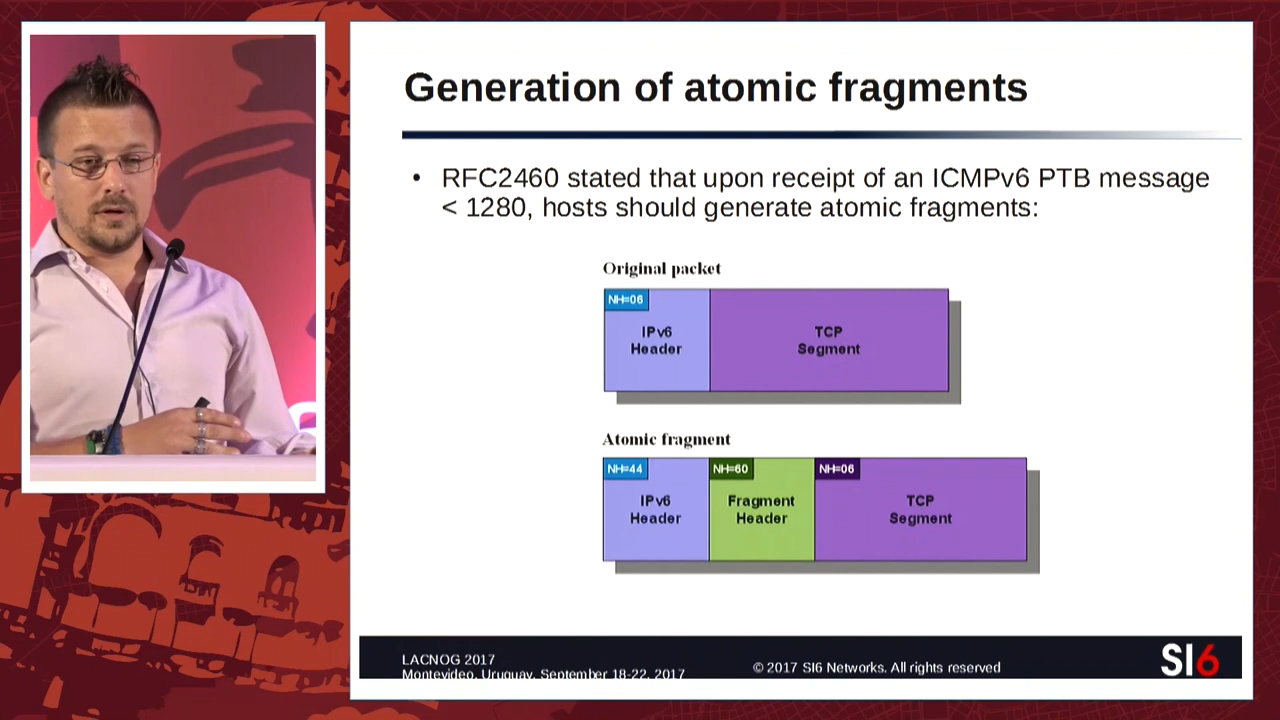 Generation of atomic fragments
• RFC2460 stated that upon receipt of an ICMPv6 PTB message
< 1280, hosts should generate atomic fragments:
Original packet
NH=06
IPv6
Header
TCP
Segment
Atomic fragment
NH=44
NH=60
NH=06
IPv6
Header
Fragment
Header
TCP
Segment
LACNOG 2017
Montevideo, Uruguay, September 18-22, 2017
© 2017 SI6 Networks. All rights reserved
SI6